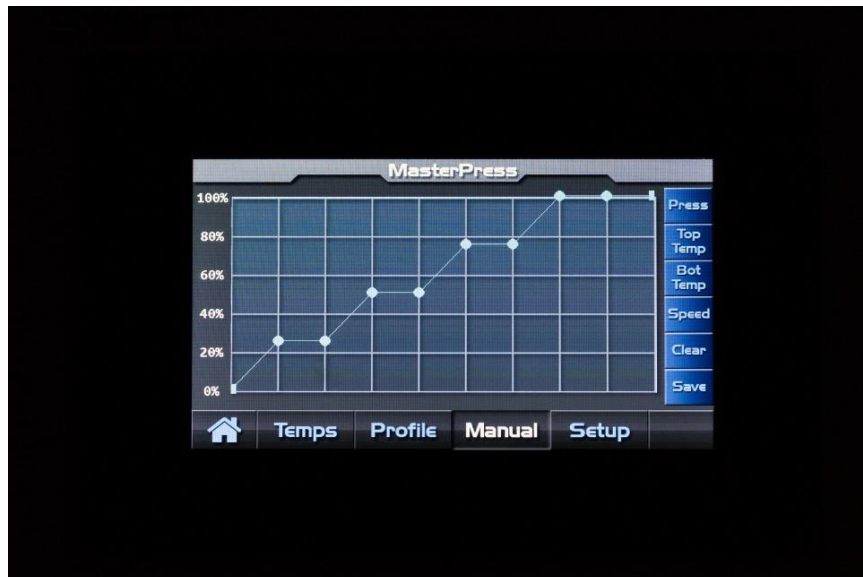 MasterPress
100%
80%
60%
40%
20%
0%
Press
Top
Temp
Bot
Temp
Speed
Clear
Save
Temps
Profile
Manual
Setup